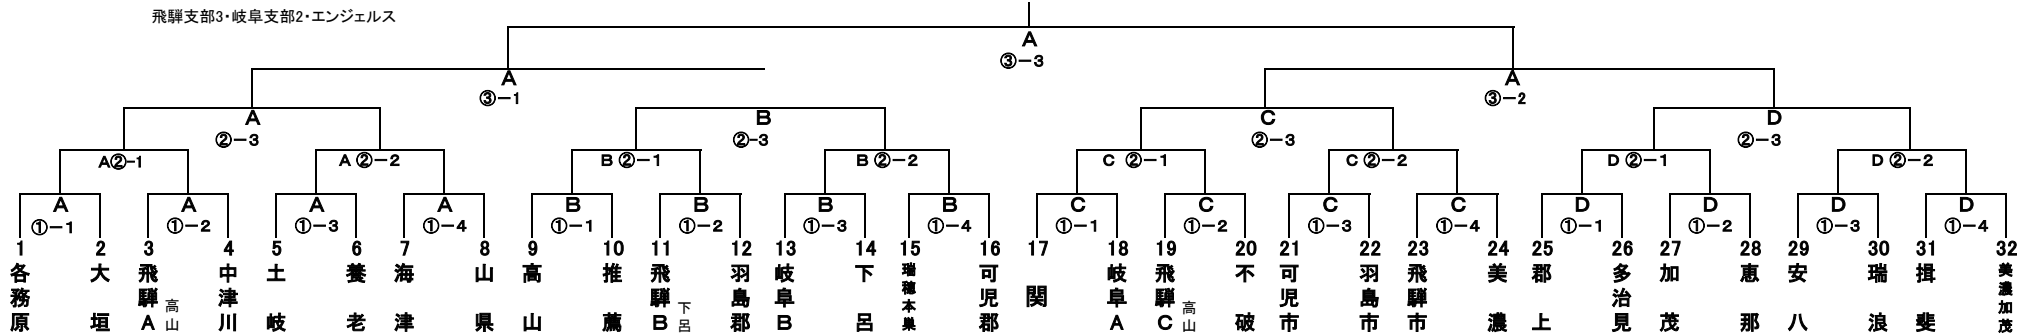 飛騨支部3・岐阜支部2・エンジェルス
A
③－3
A
③－1
A
③－2
A
②－3
B
②-3
C
②－3
D
②－3
A②-1
A ②－2
B ②－1
B ②－2
C ②－1
C ②－2
D ②－1
D ②－2
A
①－1
A
①－2
A
①－3
A
①－4
B
①－1
B
①－2
B
①－3
B
①－4
C
①－1
C
①－2
C
①－3
C
①－4
D
①－1
D
①－2
D
①－3
D
①－4
1 各務原
2 大垣
3 飛騨A 高山
4 中津川
5 土岐
6 養老
7 海津
8 山県
9 高山
10 推薦
11 飛騨B 下呂
12 羽島郡
13 岐阜B
14 下呂
15 瑞穂本巣
16 可児郡
17 関
18 岐阜A
19 飛騨C 高山
20 不破
21 可児市
22 羽島市
23 飛騨市
24 美濃
25 郡上
26 多治見
27 加茂
28 恵那
29 安八
30 瑞浪
31 揖斐
32 美濃加茂